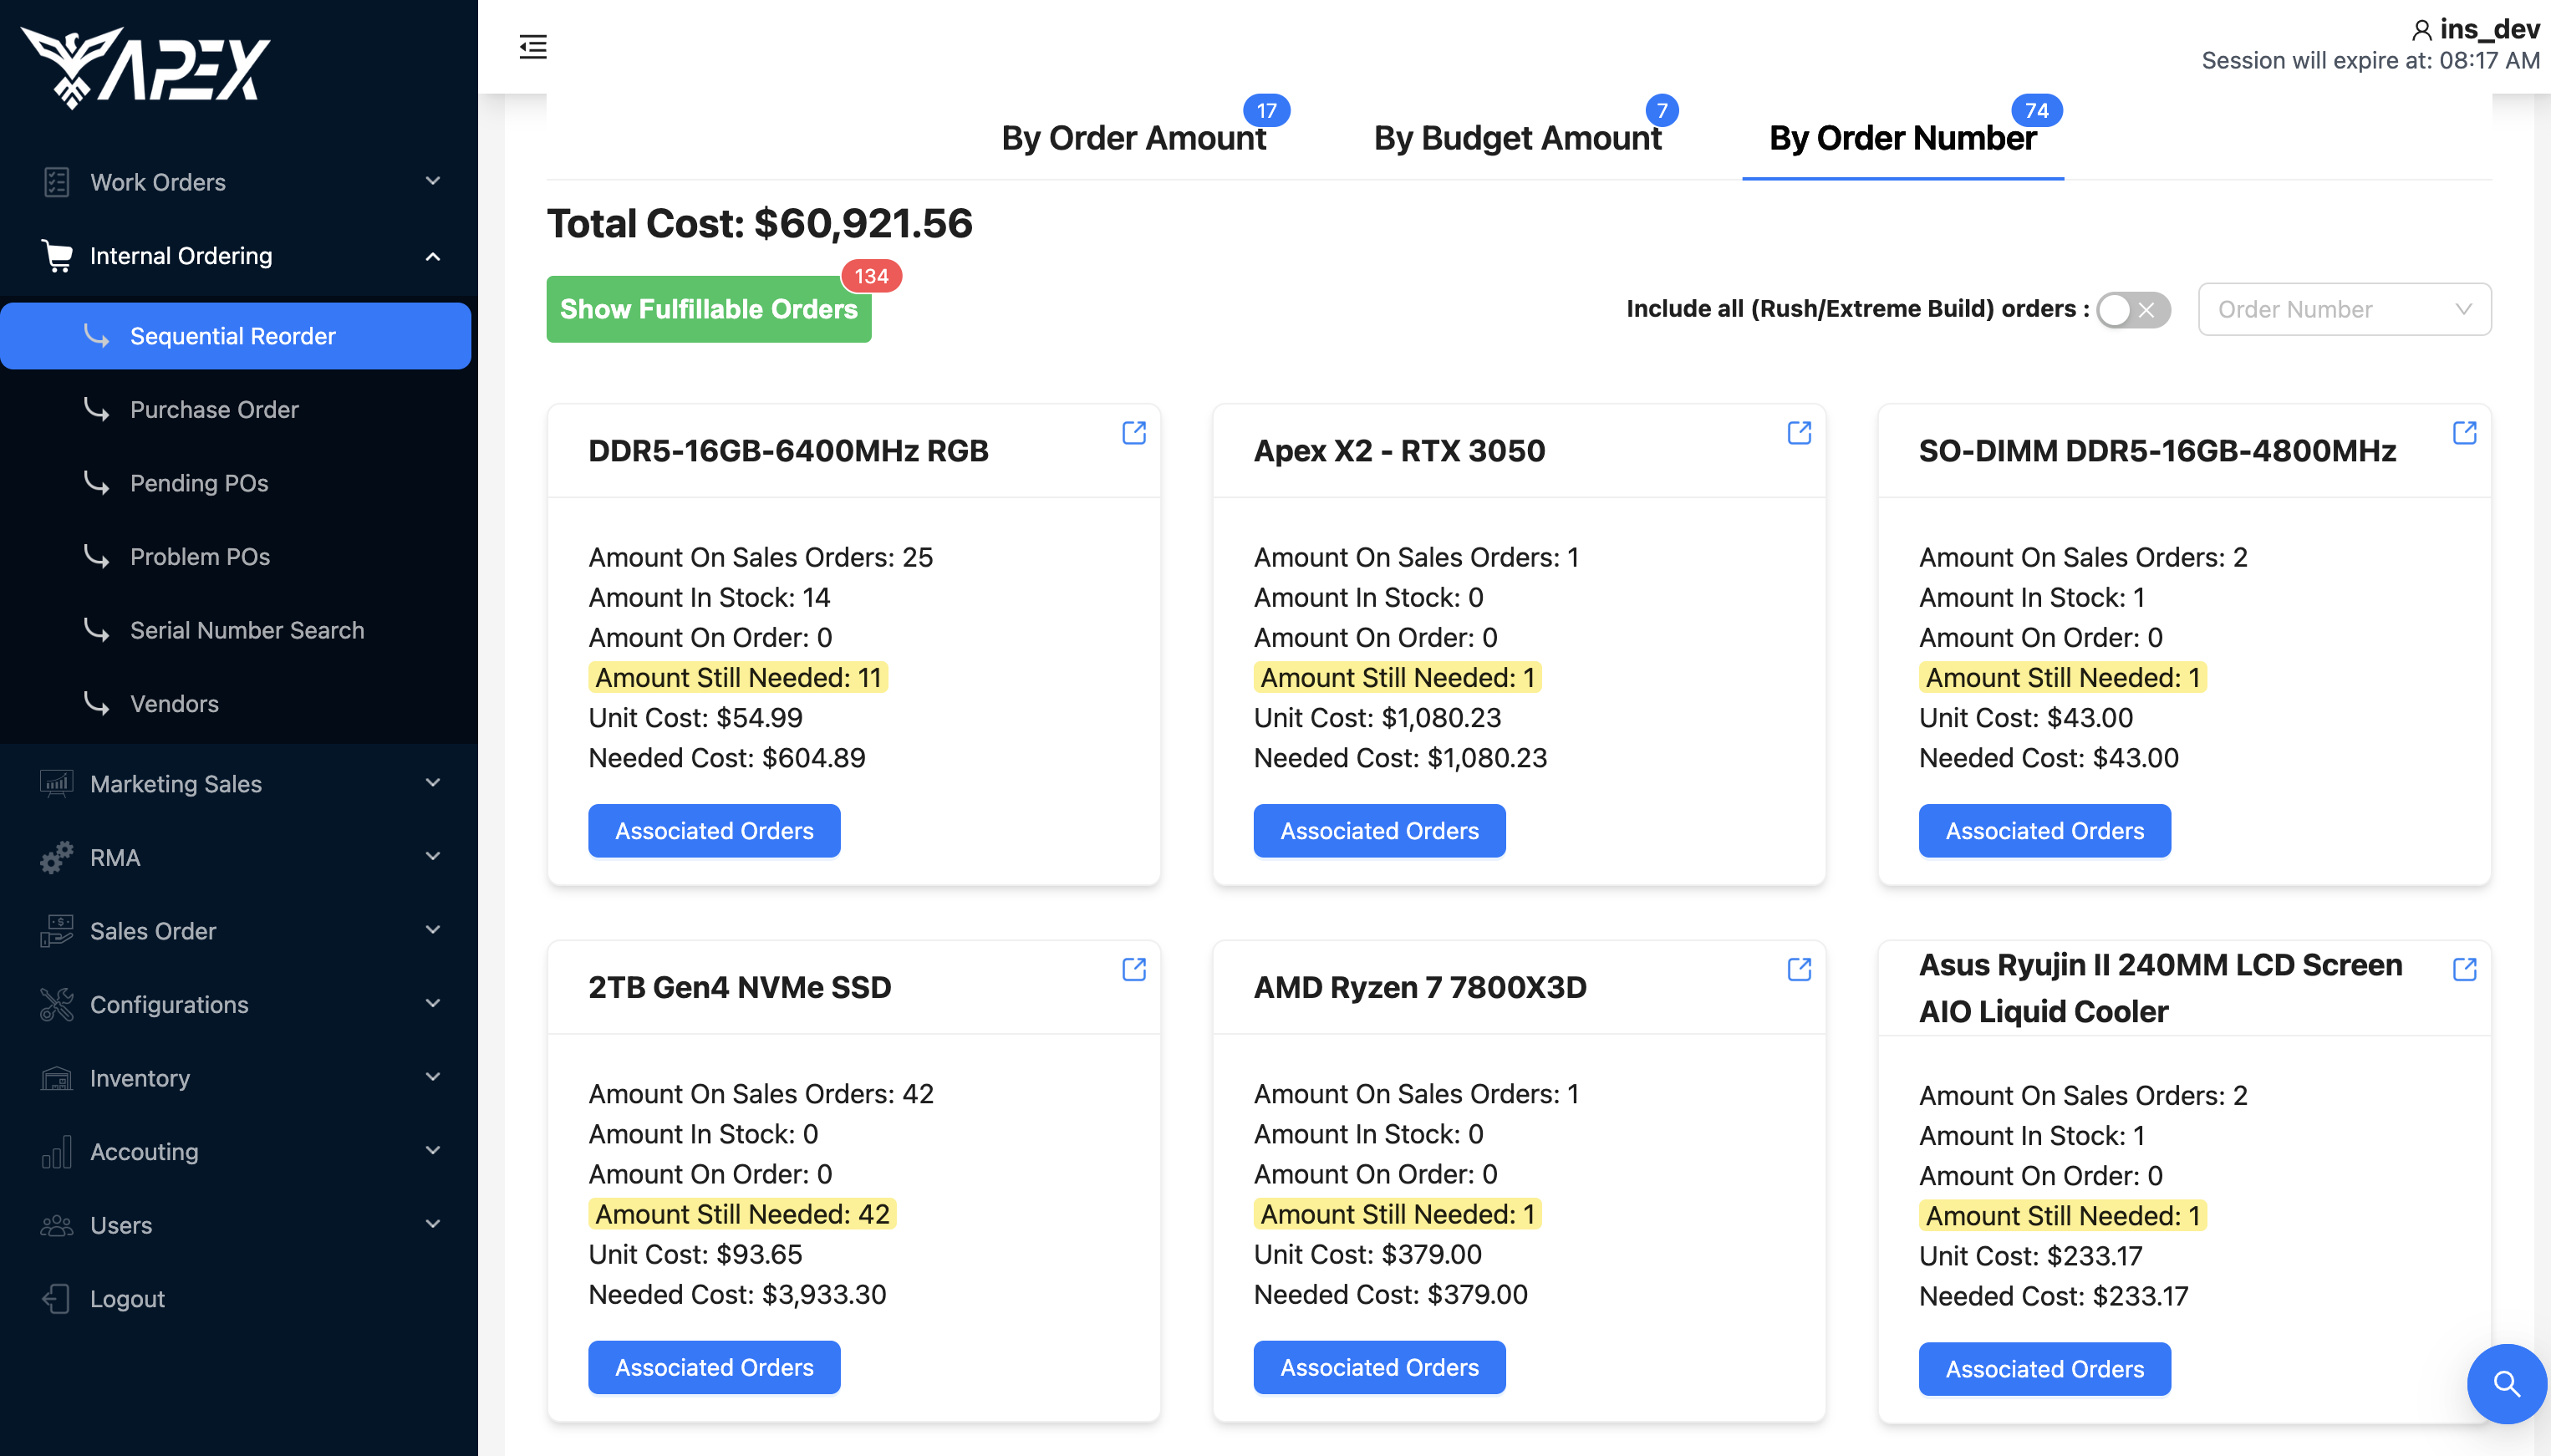 APEX
ins_dev
Session will expire at: 08:17 AM
Work Orders
Internal Ordering
Sequential Reorder
Purchase Order
Pending POs
Problem POs
Serial Number Search
Vendors
Marketing Sales
RMA
Sales Order
Configurations
Inventory
Accouting
Users
Logout
By Order Amount 17
By Budget Amount 7
By Order Number 74
Total Cost: $60,921.56
Show Fulfillable Orders 134
Include all (Rush/Extreme Build) orders :
Order Number
DDR5-16GB-6400MHz RGB
Amount On Sales Orders: 25
Amount In Stock: 14
Amount On Order: 0
Amount Still Needed: 11
Unit Cost: $54.99
Needed Cost: $604.89
Associated Orders
Apex X2 - RTX 3050
Amount On Sales Orders: 1
Amount In Stock: 0
Amount On Order: 0
Amount Still Needed: 1
Unit Cost: $1,080.23
Needed Cost: $1,080.23
Associated Orders
SO-DIMM DDR5-16GB-4800MHz
Amount On Sales Orders: 2
Amount In Stock: 1
Amount On Order: 0
Amount Still Needed: 1
Unit Cost: $43.00
Needed Cost: $43.00
Associated Orders
2TB Gen4 NVMe SSD
Amount On Sales Orders: 42
Amount In Stock: 0
Amount On Order: 0
Amount Still Needed: 42
Unit Cost: $93.65
Needed Cost: $3,933.30
Associated Orders
AMD Ryzen 7 7800X3D
Amount On Sales Orders: 1
Amount In Stock: 0
Amount On Order: 0
Amount Still Needed: 1
Unit Cost: $379.00
Needed Cost: $379.00
Associated Orders
Asus Ryujin II 240MM LCD Screen
AIO Liquid Cooler
Amount On Sales Orders: 2
Amount In Stock: 1
Amount On Order: 0
Amount Still Needed: 1
Unit Cost: $233.17
Needed Cost: $233.17
Associated Orders